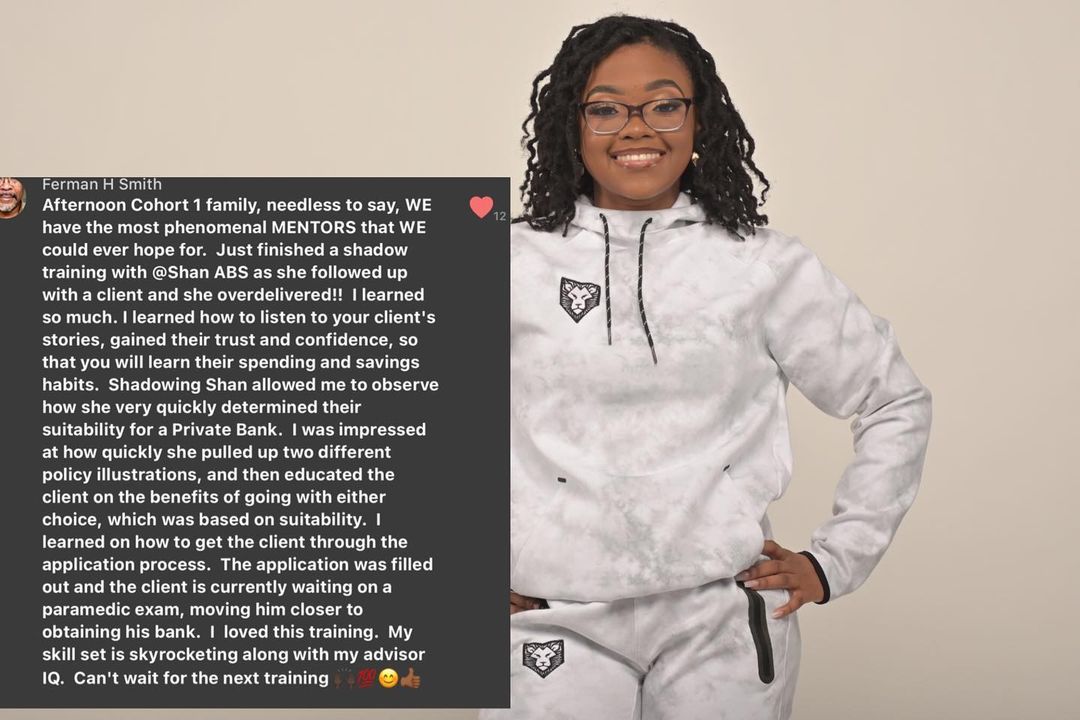 Ferman H Smith
Afternoon Cohort 1 family, needless to say, WE
have the most phenomenal MENTORS that WE
could ever hope for.  Just finished a shadow
training with @Shan ABS as she followed up
with a client and she overdelivered!!  I learned
so much. I learned how to listen to your client's
stories, gained their trust and confidence, so
that you will learn their spending and savings
habits.  Shadowing Shan allowed me to observe
how she very quickly determined their
suitability for a Private Bank.  I was impressed
at how quickly she pulled up two different
policy illustrations, and then educated the
client on the benefits of going with either
choice, which was based on suitability.  I
learned on how to get the client through the
application process.  The application was filled
out and the client is currently waiting on a
paramedic exam, moving him closer to
obtaining his bank.  I  loved this training.  My
skill set is skyrocketing along with my advisor
IQ.  Can't wait for the next training 💯😊👍🏾
12